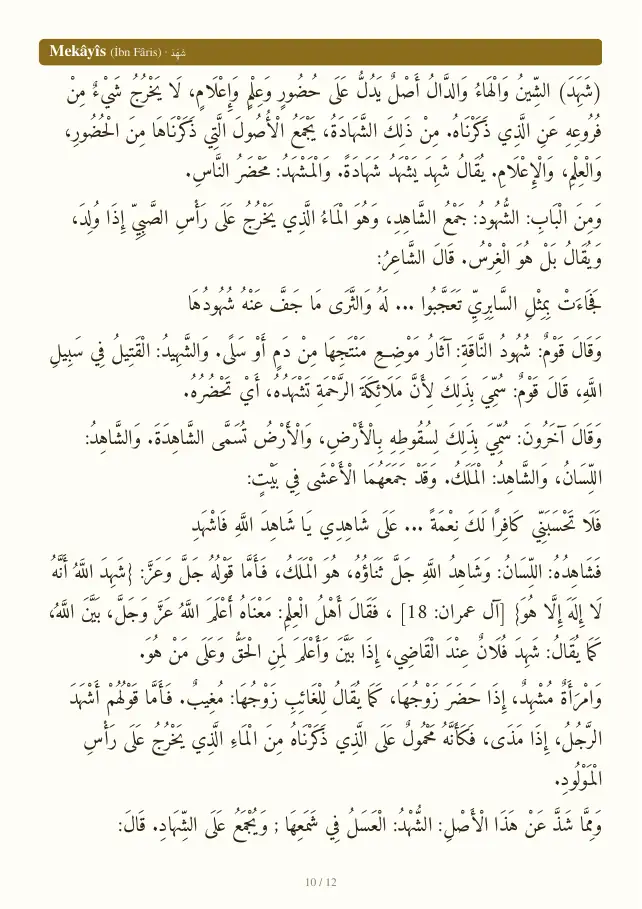 Mekâyîs (İbn Fâris) · شَهَدَ
(شَهَدَ) الشِّينُ وَالْهَاءُ وَالدَّالُ أَصْلٌ يَدُلُّ عَلَى حُضُورٍ وَعِلْمٍ وَإِعْلَامٍ، لَا يَخْرُجُ شَيْءٌ مِنْ
فُرُوعِهِ عَنِ الَّذِي ذَكَرْنَاهُ. مِنْ ذَلِكَ الشَّهَادَةُ، يَجْمَعُ الْأُصُولَ الَّتِي ذَكَرْنَاهَا مِنَ الْحُضُورِ،
وَالْعِلْمِ، وَالْإِعْلَامِ. يُقَالُ شَهِدَ يَشْهَدُ شَهَادَةً. وَالْمَشْهَدُ: مَحْضَرُ النَّاسِ.
وَمِنَ الْبَابِ: الشُّهُودُ: جَمْعُ الشَّاهِدِ، وَهُوَ الْمَاءُ الَّذِي يَخْرُجُ عَلَى رَأْسِ الصَّبِيِّ إِذَا وُلِدَ،
وَيُقَالُ بَلْ هُوَ الْغِرْسُ. قَالَ الشَّاعِرُ:
فَجَاءَتْ بِمِثْلِ السَّابِرِيِّ تَعَجَّبُوا ... لَهُ وَالثَّرَى مَا جَفَّ عَنْهُ شُهُودُهَا
وَقَالَ قَوْمٌ: شُهُودُ النَّاقَةِ: آثَارُ مَوْضِعِ مَنْتَجِهَا مِنْ دَمٍ أَوْ سَلًى. وَالشَّهِيدُ: الْقَتِيلُ فِي سَبِيلِ
اللَّهِ، قَالَ قَوْمٌ: سُمِّيَ بِذَلِكَ لِأَنَّ مَلَائِكَةَ الرَّحْمَةِ تَشْهَدُهُ، أَيْ تَحْضُرُهُ.
وَقَالَ آخَرُونَ: سُمِّيَ بِذَلِكَ لِسُقُوطِهِ بِالْأَرْضِ، وَالْأَرْضُ تُسَمَّى الشَّاهِدَةَ. وَالشَّاهِدُ:
اللِّسَانُ، وَالشَّاهِدُ: الْمَلَكُ. وَقَدْ جَمَعَهُمَا الْأَعْشَى فِي بَيْتٍ:
فَلَا تَحْسَبَنِّي كَافِرًا لَكَ نِعْمَةً ... عَلَى شَاهِدِي يَا شَاهِدَ اللَّهِ فَاشْهَدِ
فَشَاهِدُهُ: اللِّسَانُ: وَشَاهِدُ اللَّهِ جَلَّ ثَنَاؤُهُ، هُوَ الْمَلَكُ، فَأَمَّا قَوْلُهُ جَلَّ وَعَزَّ: {شَهِدَ اللَّهُ أَنَّهُ
لَا إِلَهَ إِلَّا هُوَ} [آل عمران: 18] ، فَقَالَ أَهْلُ الْعِلْمِ: مَعْنَاهُ أَعْلَمَ اللَّهُ عَزَّ وَجَلَّ، بَيَّنَ اللَّهُ،
كَمَا يُقَالُ: شَهِدَ فُلَانٌ عِنْدَ الْقَاضِي، إِذَا بَيَّنَ وَأَعْلَمَ لِمَنِ الْحَقُّ وَعَلَى مَنْ هُوَ.
وَامْرَأَةٌ مُشْهِدٌ، إِذَا حَضَرَ زَوْجُهَا، كَمَا يُقَالُ لِلْغَائِبِ زَوْجُهَا: مُغِيبٌ. فَأَمَّا قَوْلُهُمْ أَشْهَدَ
الرَّجُلُ، إِذَا مَذَى، فَكَأَنَّهُ مَحْمُولٌ عَلَى الَّذِي ذَكَرْنَاهُ مِنَ الْمَاءِ الَّذِي يَخْرُجُ عَلَى رَأْسِ
الْمَوْلُودِ.
وَمِمَّا شَذَّ عَنْ هَذَا الْأَصْلِ: الشُّهْدُ: الْعَسَلُ فِي شَمَعِهَا ; وَيُجْمَعُ عَلَى الشِّهَادِ. قَالَ:
10 / 12